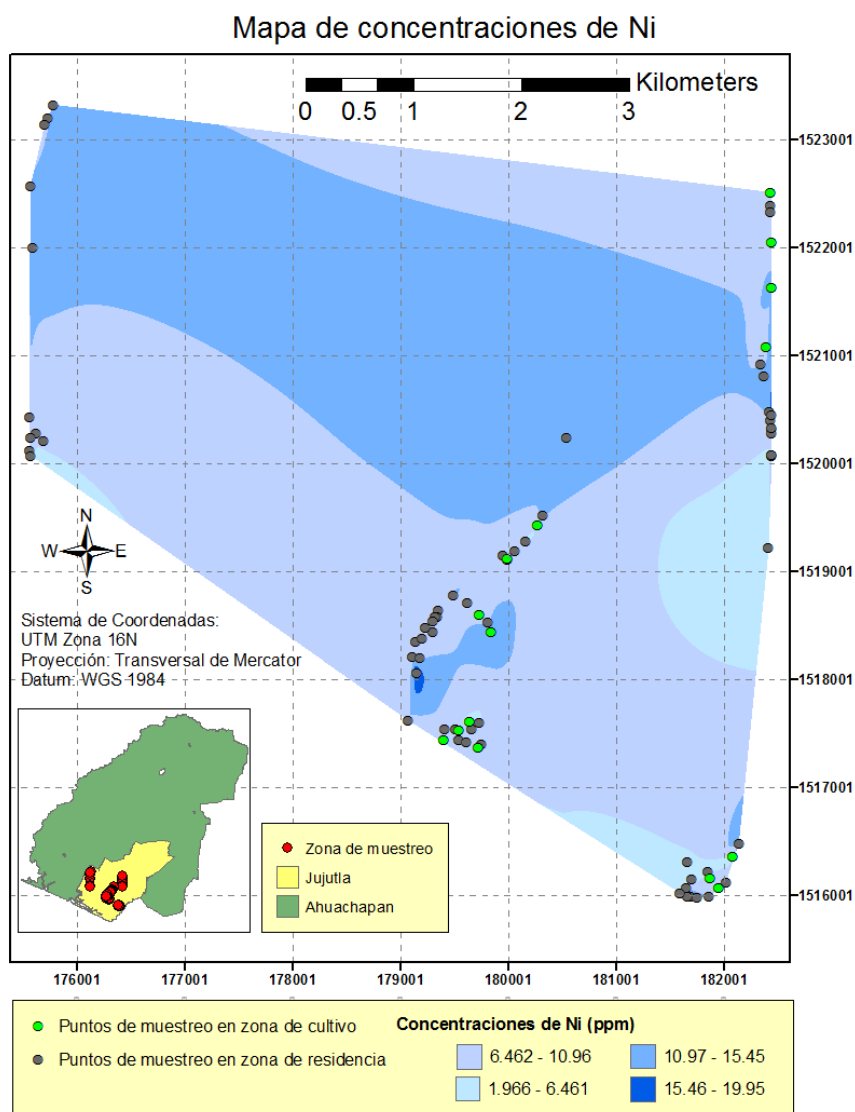 Mapa de concentraciones de Ni
Kilometers
0 0.5 1 2 3
1523001
1522001
1521001
1520001
1519001
1518001
1517001
1516001
N
W E
S
Sistema de Coordenadas:
UTM Zona 16N
Proyección: Transversal de Mercator
Datum: WGS 1984
Zona de muestreo
Jujutla
Ahuachapan
176001 177001 178001 179001 180001 181001 182001
Puntos de muestreo en zona de cultivo
Puntos de muestreo en zona de residencia
Concentraciones de Ni (ppm)
6.462 - 10.96 10.97 - 15.45
1.966 - 6.461 15.46 - 19.95